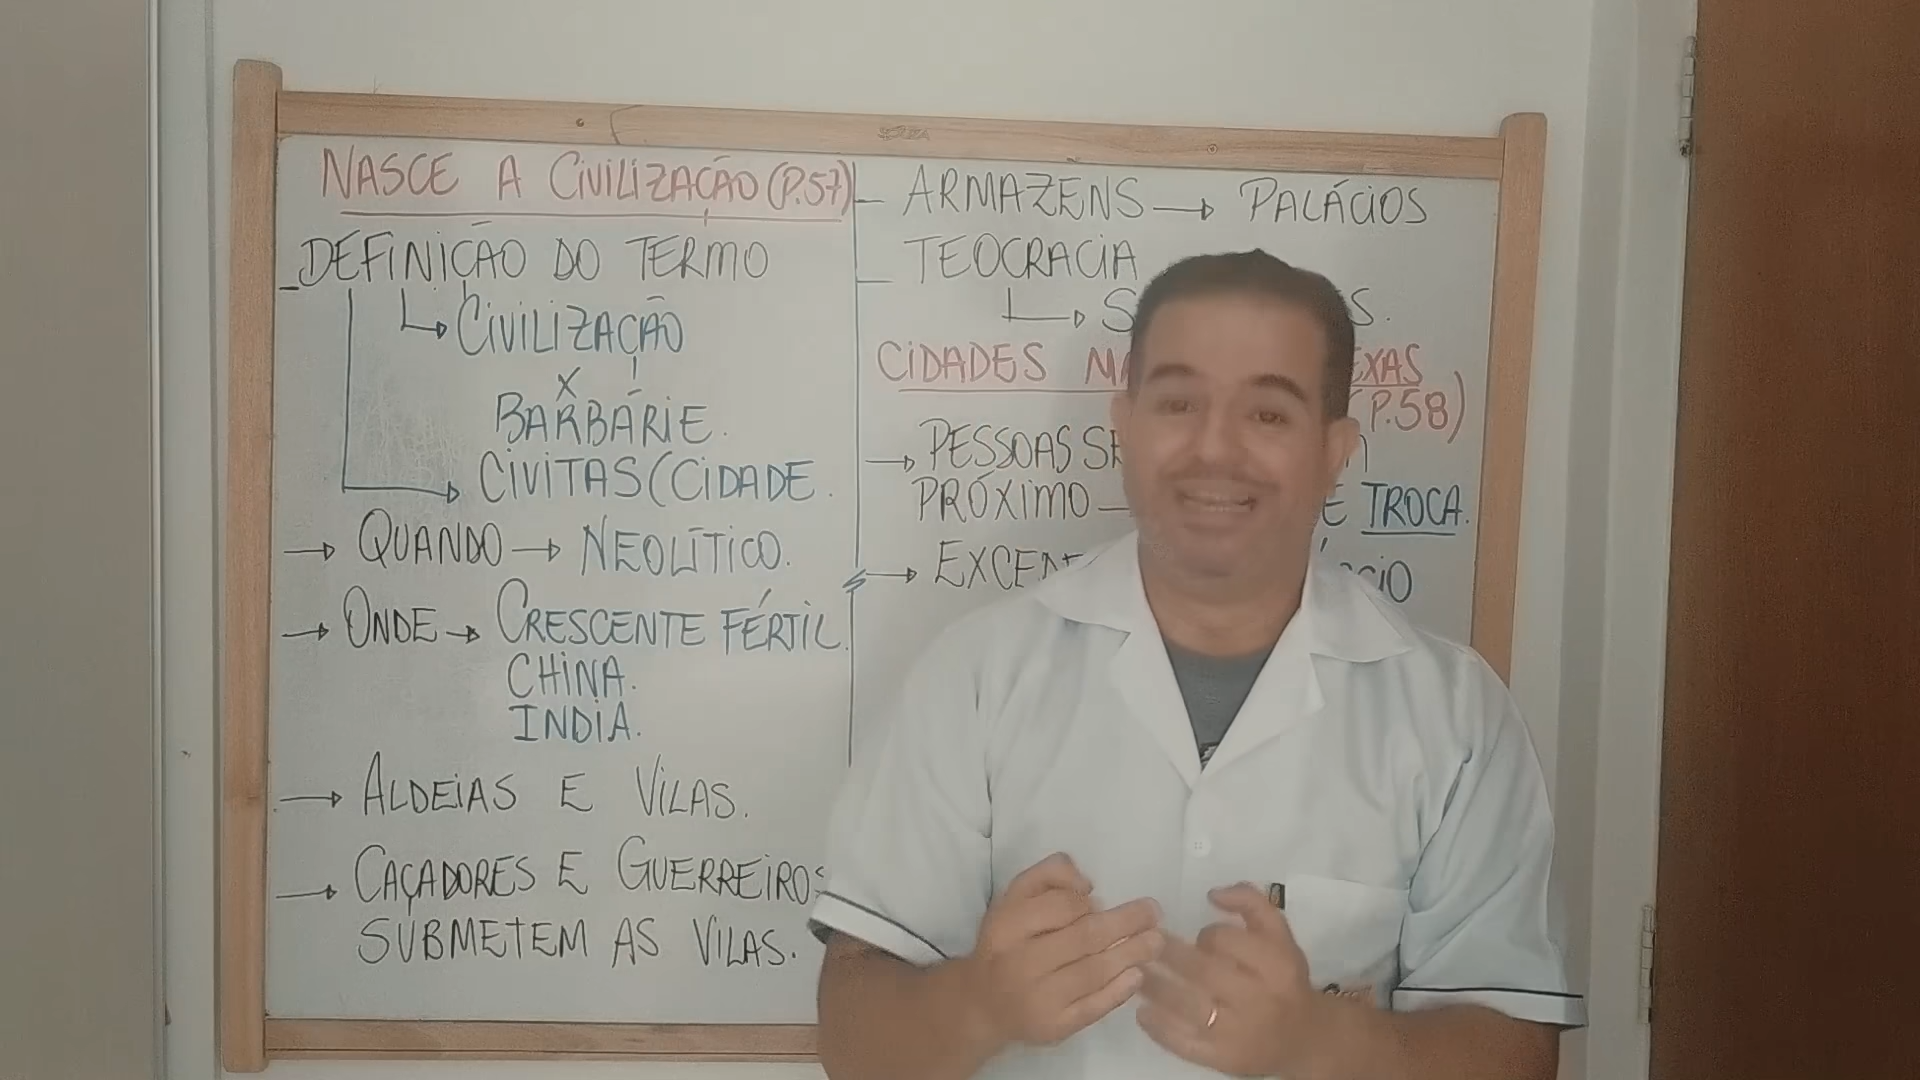 NASCE A CIVILIZAÇÃO (P.57)
DEFINIÇÃO DO TERMO
CIVILIZAÇÃO
X
BARBÁRIE.
CIVITAS (CIDADE.
QUANDO → NEOLÍTICO.
ONDE → CRESCENTE FÉRTIL.
CHINA.
INDIA.
→ ALDEIAS E VILAS.
→ CAÇADORES E GUERREIROS
SUBMETEM AS VILAS.
ARMAZENS → PALÁCIOS
TEOCRACIA
CIDADES
(P.58)
→ PESSOAS
PRÓXIMO
E TROCA.